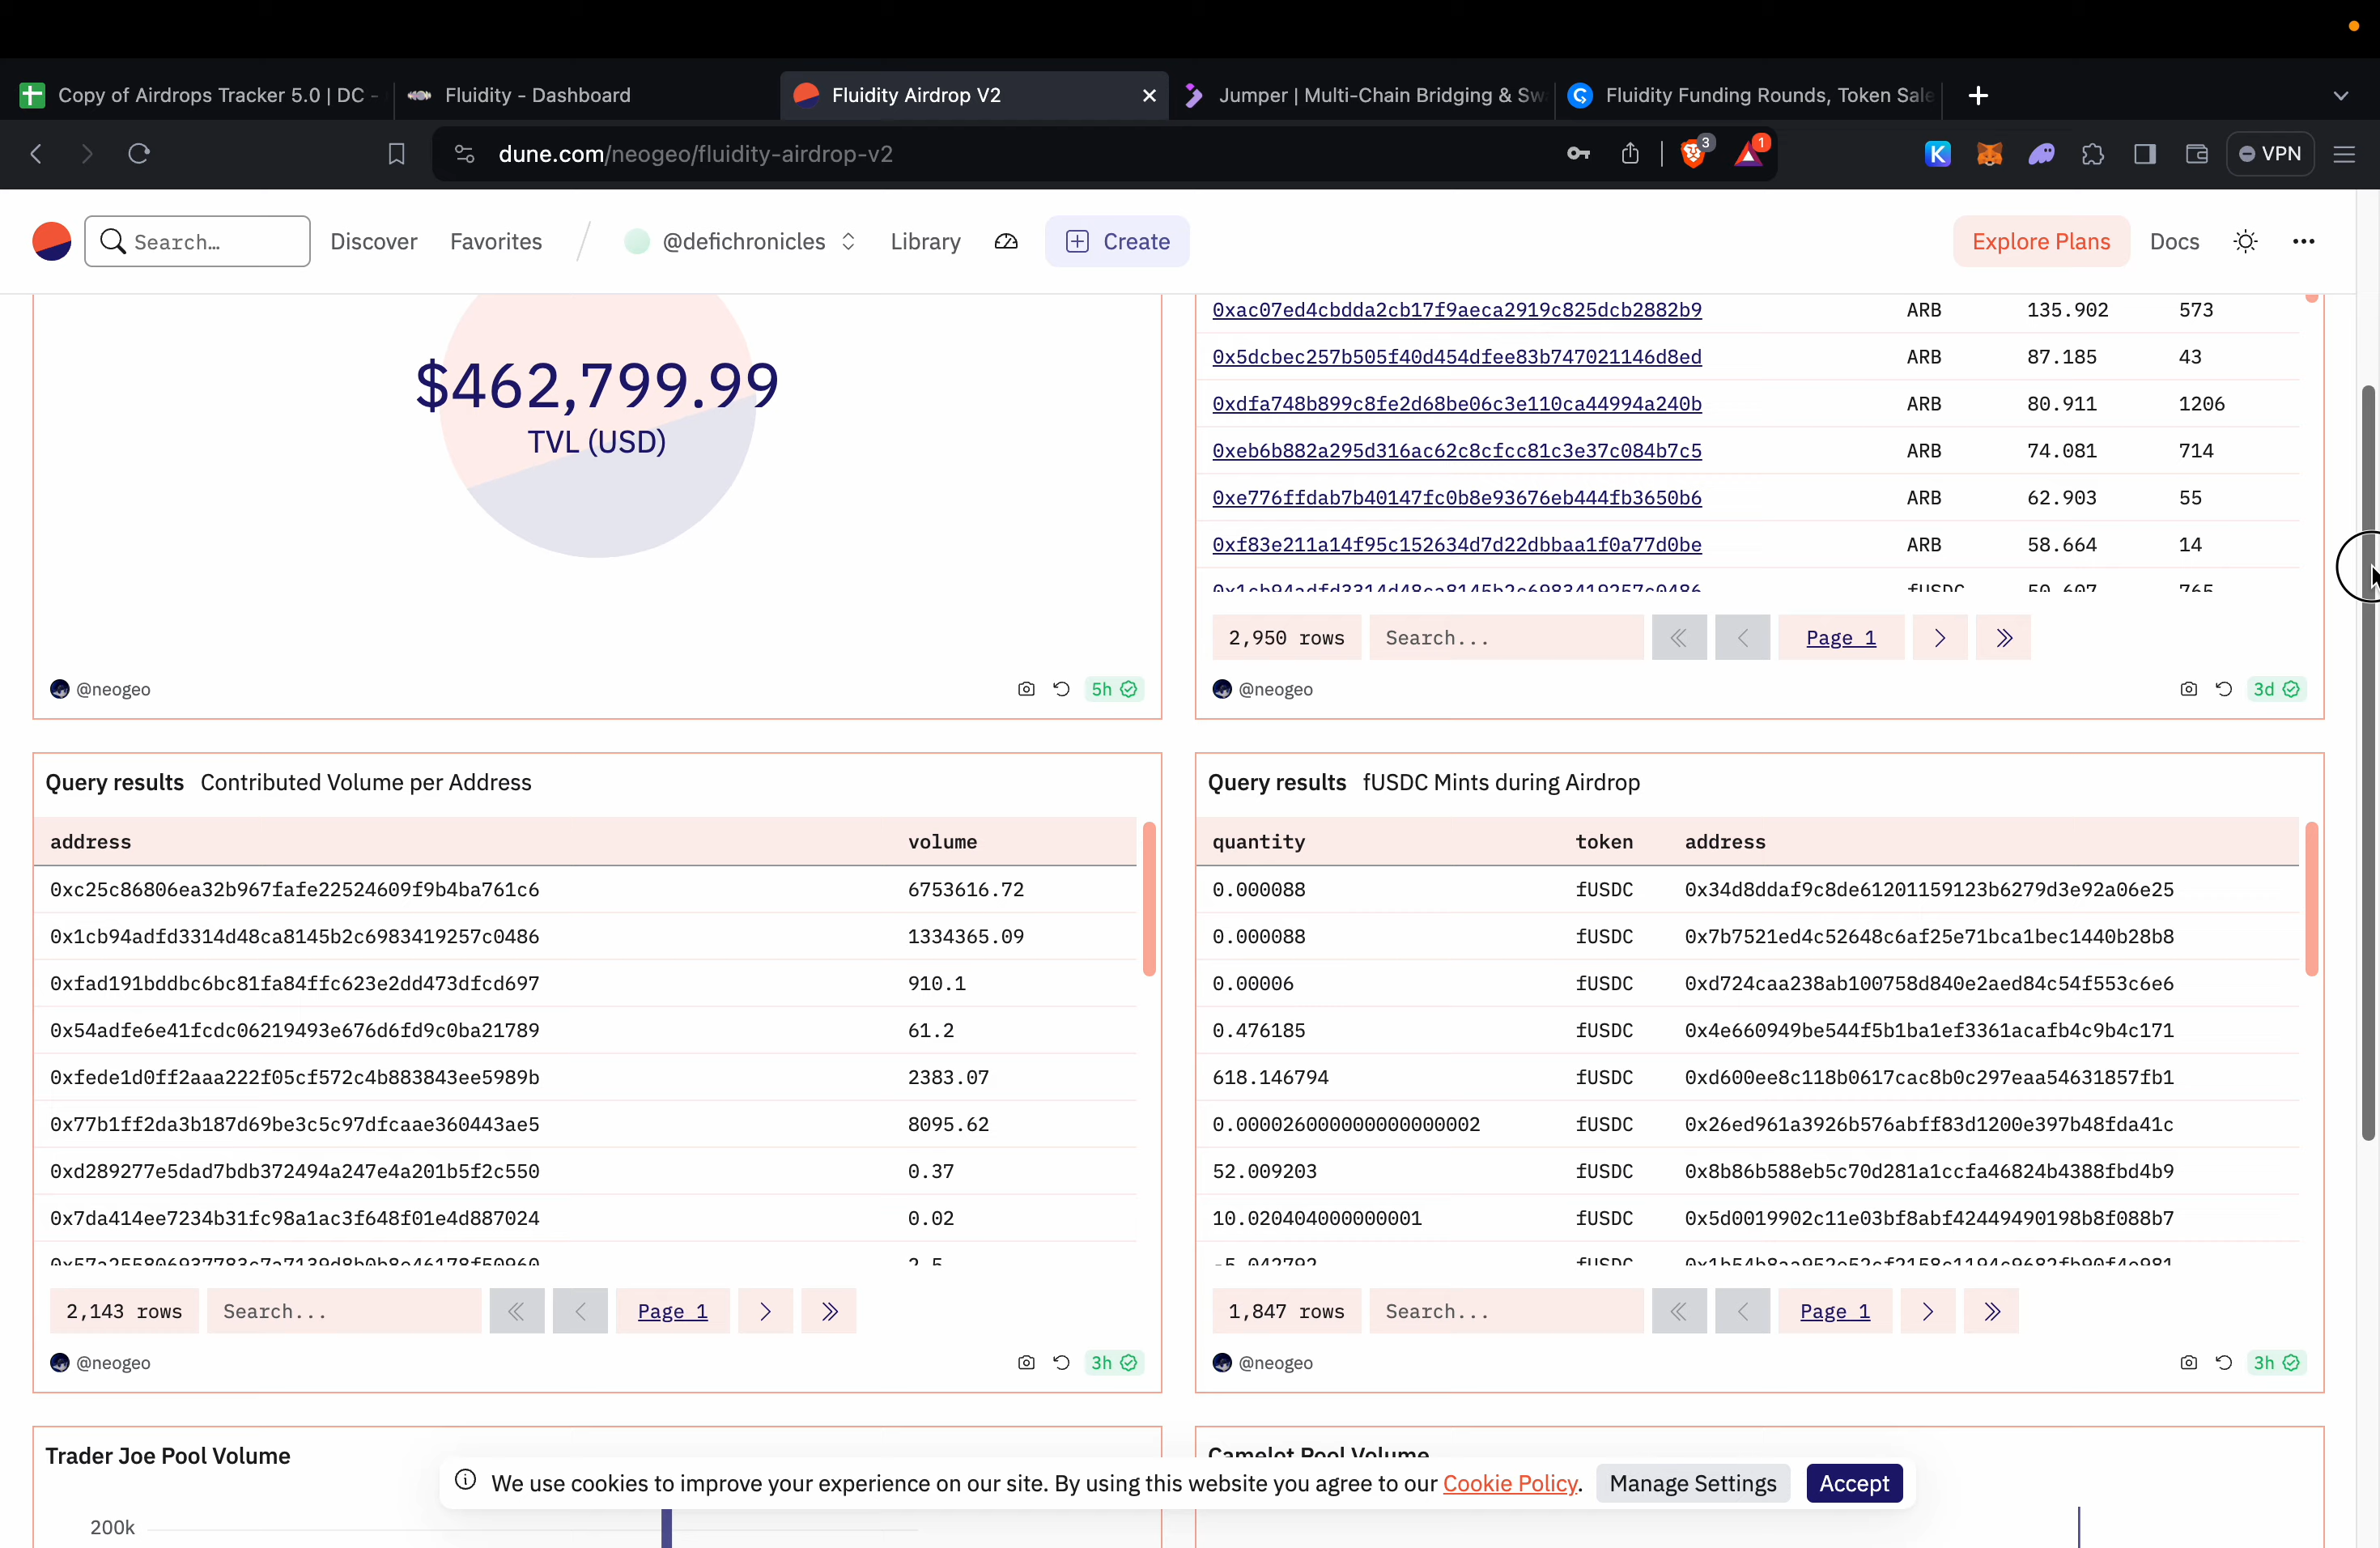 Copy of Airdrops Tracker 5.0 | DC -
Fluidity - Dashboard
Fluidity Airdrop V2
Jumper | Multi-Chain Bridging & Sw
Fluidity Funding Rounds, Token Sale
dune.com/neogeo/fluidity-airdrop-v2
3
1
VPN
Search...
Discover
Favorites
@defichronicles
Library
Create
Explore Plans
Docs
$462,799.99
TVL (USD)
@neogeo
5h
0xac07ed4cbdda2cb17f9aeca2919c825dcb2882b9 ARB 135.902 573
0x5dcbec257b505f40d454dfee83b747021146d8ed ARB 87.185 43
0xdfa748b899c8fe2d68be06c3e110ca44994a240b ARB 80.911 1206
0xeb6b882a295d316ac62c8cfcc81c3e37c084b7c5 ARB 74.081 714
0xe776ffdab7b40147fc0b8e93676eb444fb3650b6 ARB 62.903 55
0xf83e211a14f95c152634d7d22dbbaa1f0a77d0be ARB 58.664 14
0x1cb94adfd3314d48ca8145b2c6983419257c0486 fUSDC 50.607 765
2,950 rows Search... Page 1
@neogeo
3d
Query results Contributed Volume per Address
address volume
0xc25c86806ea32b967fafe22524609f9b4ba761c6 6753616.72
0x1cb94adfd3314d48ca8145b2c6983419257c0486 1334365.09
0xfad191bddbc6bc81fa84ffc623e2dd473dfcd697 910.1
0x54adfe6e41fcdc06219493e676d6fd9c0ba21789 61.2
0xfede1d0ff2aaa222f05cf572c4b883843ee5989b 2383.07
0x77b1ff2da3b187d69be3c5c97dfcaae360443ae5 8095.62
0xd289277e5dad7bdb372494a247e4a201b5f2c550 0.37
0x7da414ee7234b31fc98a1ac3f648f01e4d887024 0.02
2,143 rows Search... Page 1
@neogeo
3h
Query results fUSDC Mints during Airdrop
quantity token address
0.000088 fUSDC 0x34d8ddaf9c8de61201159123b6279d3e92a06e25
0.000088 fUSDC 0x7b7521ed4c52648c6af25e71bca1bec1440b28b8
0.00006 fUSDC 0xd724caa238ab100758d840e2aed84c54f553c6e6
0.476185 fUSDC 0x4e660949be544f5b1ba1ef3361acafb4c9b4c171
618.146794 fUSDC 0xd600ee8c118b0617cac8b0c297eaa54631857fb1
0.000026000000000000002 fUSDC 0x26ed961a3926b576abff83d1200e397b48fda41c
52.009203 fUSDC 0x8b86b588eb5c70d281a1ccfa46824b4388fbd4b9
10.020404000000001 fUSDC 0x5d0019902c11e03bf8abf42449490198b8f088b7
1,847 rows Search... Page 1
@neogeo
3h
Trader Joe Pool Volume
Camelot Pool Volume
We use cookies to improve your experience on our site. By using this website you agree to our Cookie Policy. Manage Settings Accept
200k